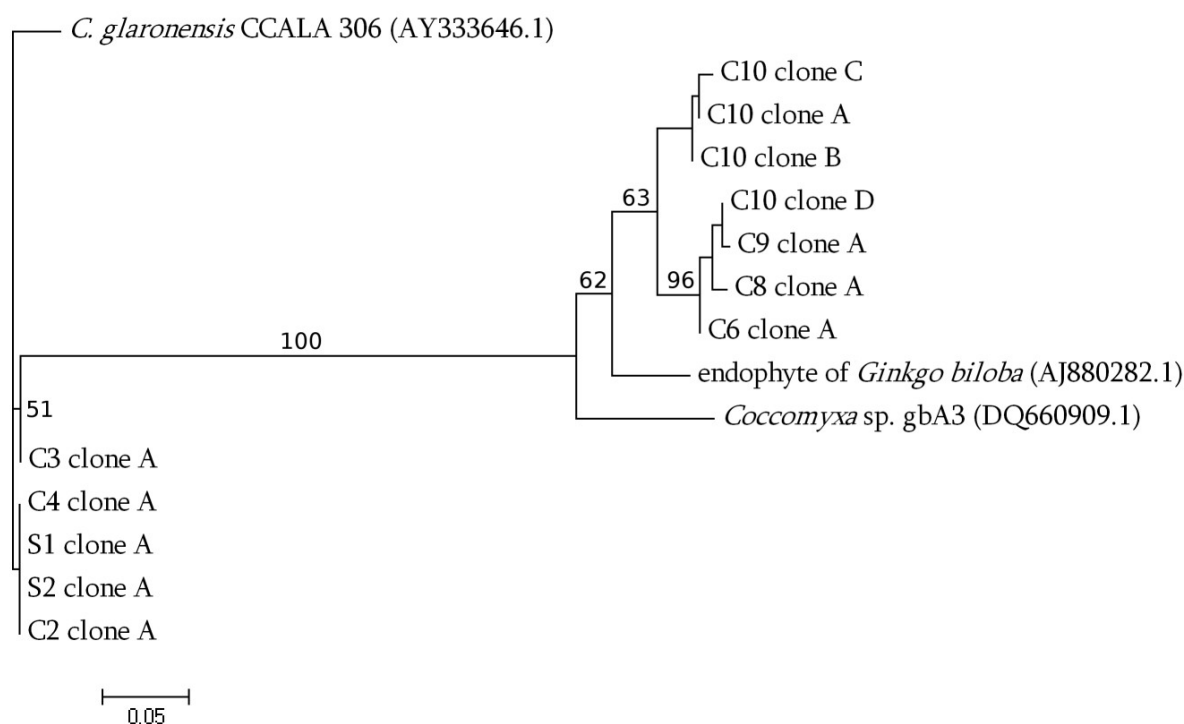 C. glaronensis CCALA 306 (AY333646.1)
C10 clone C
C10 clone A
C10 clone B
C10 clone D
63
C9 clone A
62
96
C8 clone A
C6 clone A
100
endophyte of Ginkgo biloba (AJ880282.1)
51
Coccomyxa sp. gbA3 (DQ660909.1)
C3 clone A
C4 clone A
S1 clone A
S2 clone A
C2 clone A
0.05